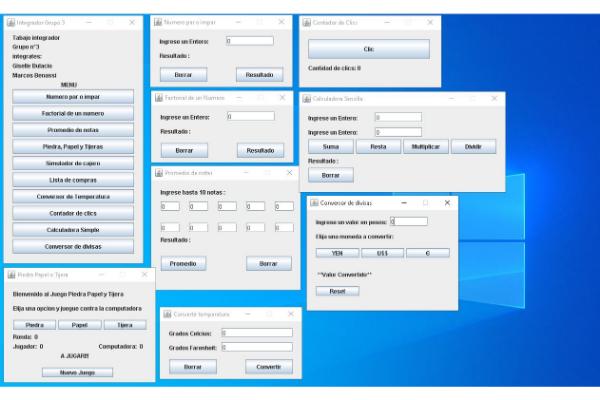 Integrador Grupo 3
Tabajo integrador
Grupo n°3
integrates:
Giselle Dutacio
Marcos Benassi
MENU
Numero par o impar
Factorial de un numero
Promedio de notas
Piedra, Papel y Tijeras
Simulador de cajero
Lista de compras
Conversor de Temperatura
Contador de clics
Calculadora Simple
Conversor de divisas
Piedra Papel o Tijera
Bienvenido al Juego Piedra Papel y Tijera
Elija una opcion y juegue contra la computadora
Piedra Papel Tijera
Ronda: 0
Jugador: 0 Computadora: 0
A JUGAR!!!
Nuevo Juego
Numero par o impar
Ingrese un Entero: 0
Resultado :
Borrar Resultado
Factorial de un Numero
Ingrese un Entero: 0
Resultado :
Borrar Resultado
Promedio de notas
Ingrese hasta 10 notas :
0 0 0 0 0
0 0 0 0 0
Resultado :
Promedio Borrar
Convertir temperatura
Grados Celcius: 0
Grados Farenheit: 0
Borrar Convertir
Contador de Clics
Clic
Cantidad de clics: 0
Calculadora Sencilla
Ingrese un Entero: 0
Ingrese un Entero: 0
Suma Resta Multiplicar Dividir
Resultado :
Borrar
Conversor de divisas
Ingrese un valor en pesos: 0
Elija una moneda a convertir:
YEN US$ €
**Valor Convertido**
Reset